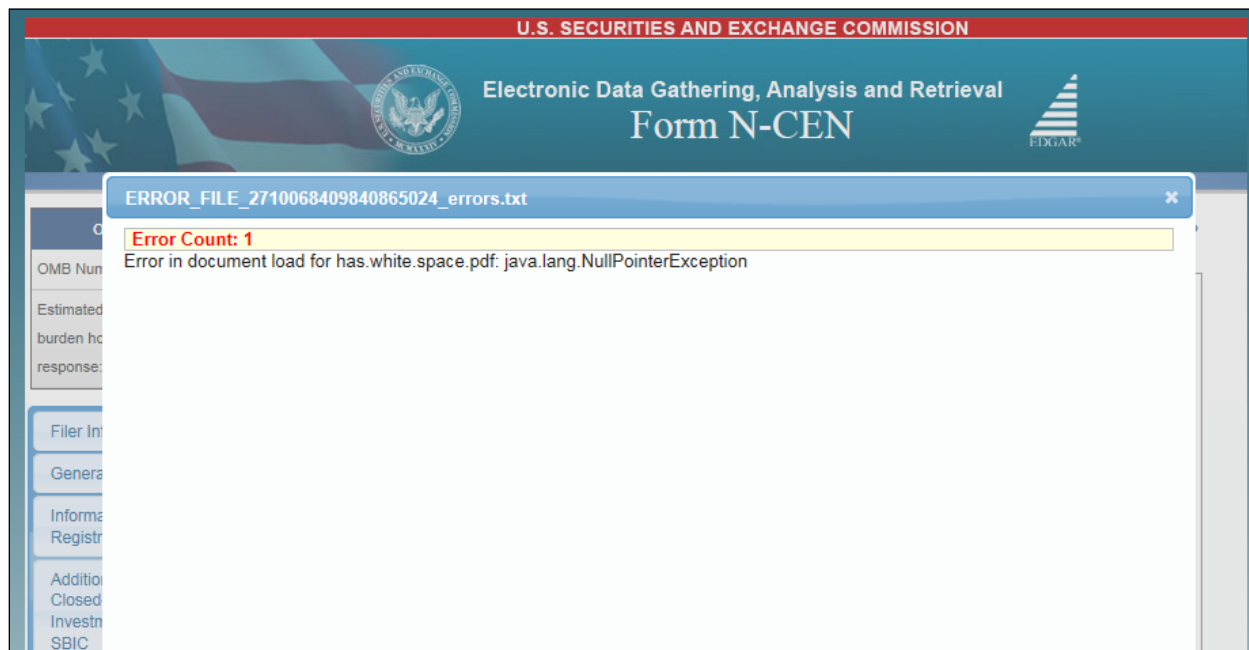 U.S. SECURITIES AND EXCHANGE COMMISSION
Electronic Data Gathering, Analysis and Retrieval
Form N-CEN
EDGAR®
ERROR_FILE_2710068409840865024_errors.txt
Error Count: 1
Error in document load for has.white.space.pdf: java.lang.NullPointerException
OMB Num
Estimated
burden ho
response:
Filer In
Genera
Informa
Registr
Additio
Closed
Investm
SBIC